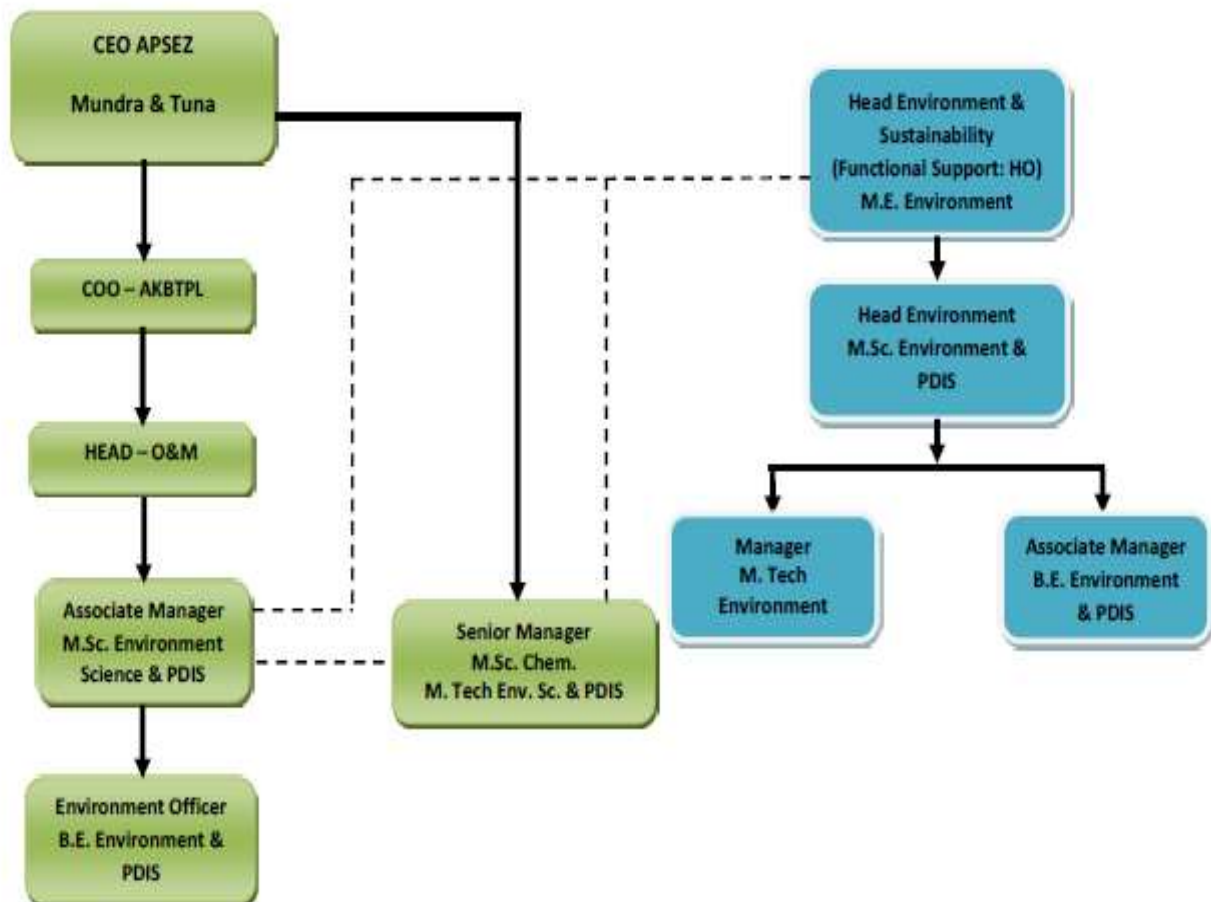 CEO APSEZ
Mundra & Tuna
COO – AKBTPL
HEAD – O&M
Associate Manager
M.Sc. Environment
Science & PDIS
Environment Officer
B.E. Environment &
PDIS
Senior Manager
M.Sc. Chem.
M. Tech Env. Sc. & PDIS
Head Environment &
Sustainability
(Functional Support: HO)
M.E. Environment
Head Environment
M.Sc. Environment &
PDIS
Manager
M. Tech
Environment
Associate Manager
B.E. Environment
& PDIS